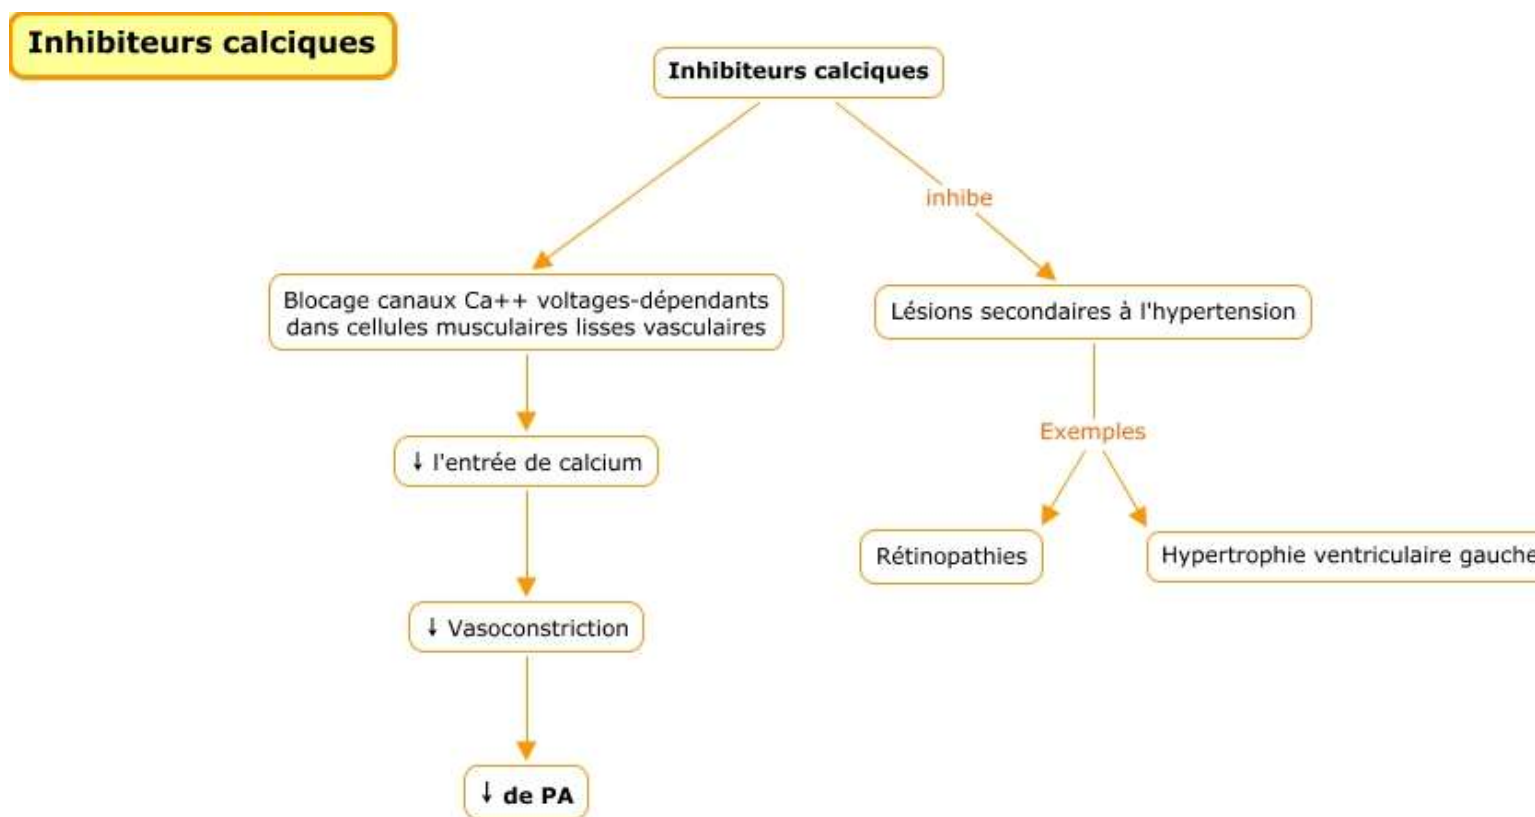 Inhibiteurs calciques
Inhibiteurs calciques
inhibe
Blocage canaux Ca++ voltages-dépendants
dans cellules musculaires lisses vasculaires
Lésions secondaires à l'hypertension
Exemples
↓ l'entrée de calcium
Rétinopathies
Hypertrophie ventriculaire gauche
↓ Vasoconstriction
↓ de PA